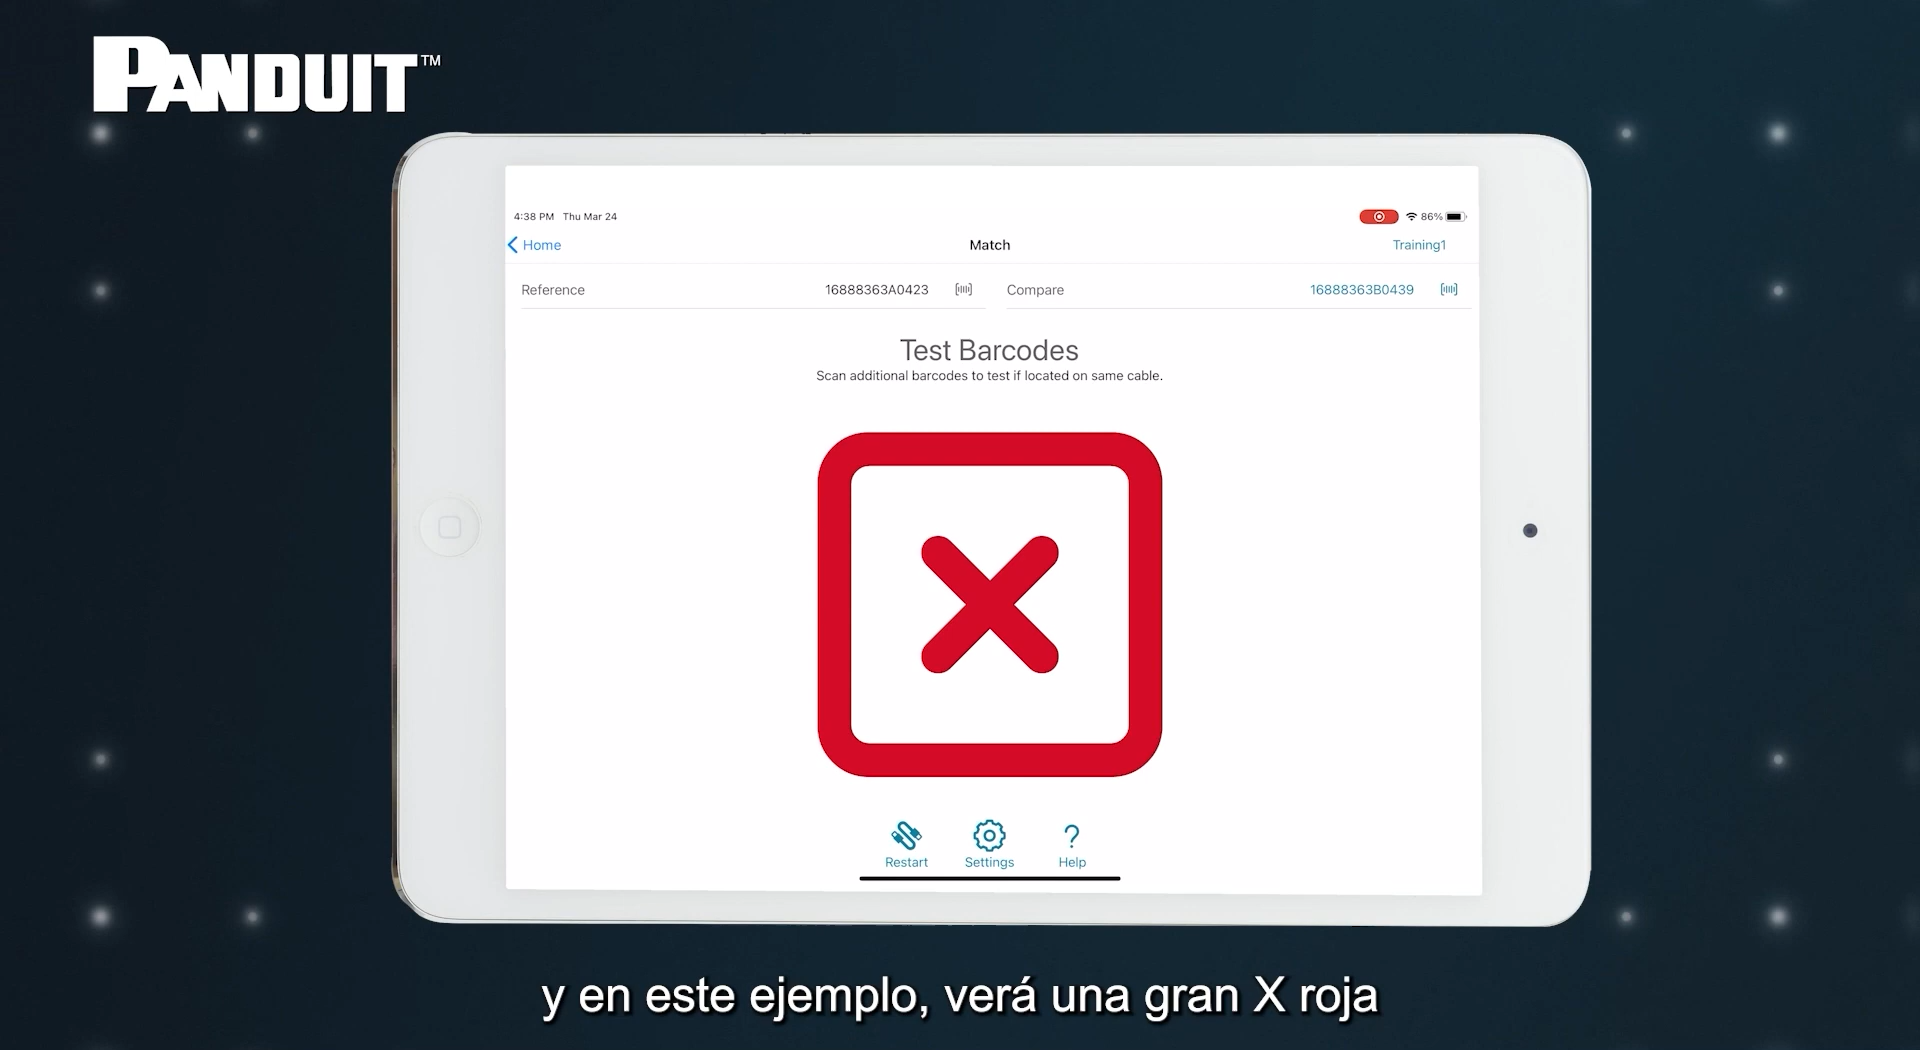 PANDUIT™
4:38 PM Thu Mar 24
86%
Home
Match
Training1
Reference
16888363A0423
Compare
16888363B0439
Test Barcodes
Scan additional barcodes to test if located on same cable.
Restart
Settings
Help
y en este ejemplo, verá una gran X roja